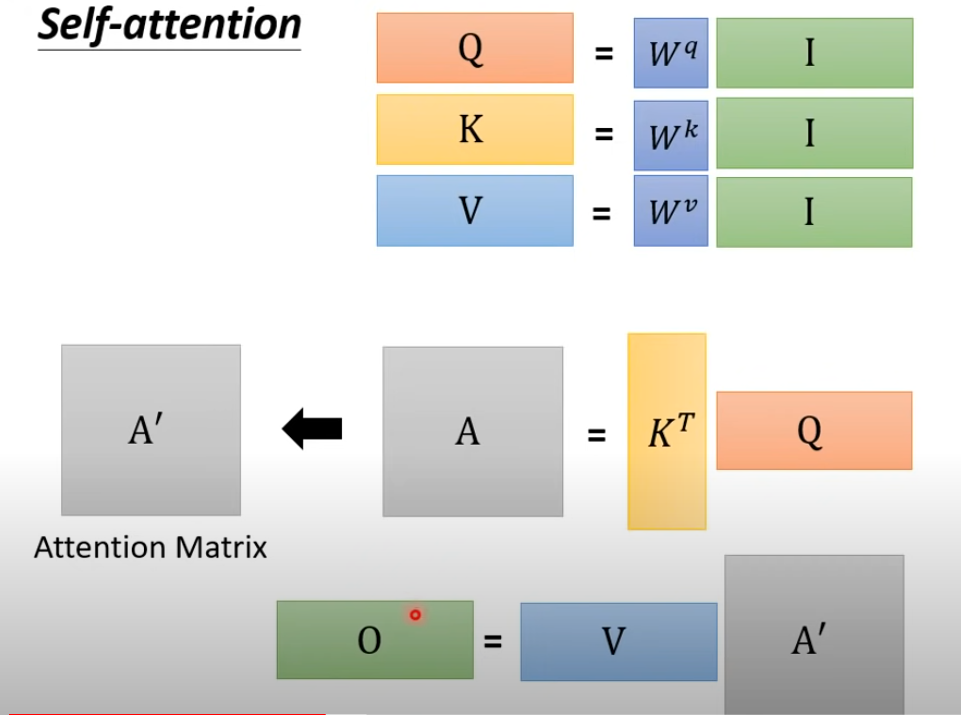 Self-attention
Q = W^q I
K = W^k I
V = W^v I
A′ A = K^T Q
Attention Matrix
O = V A′